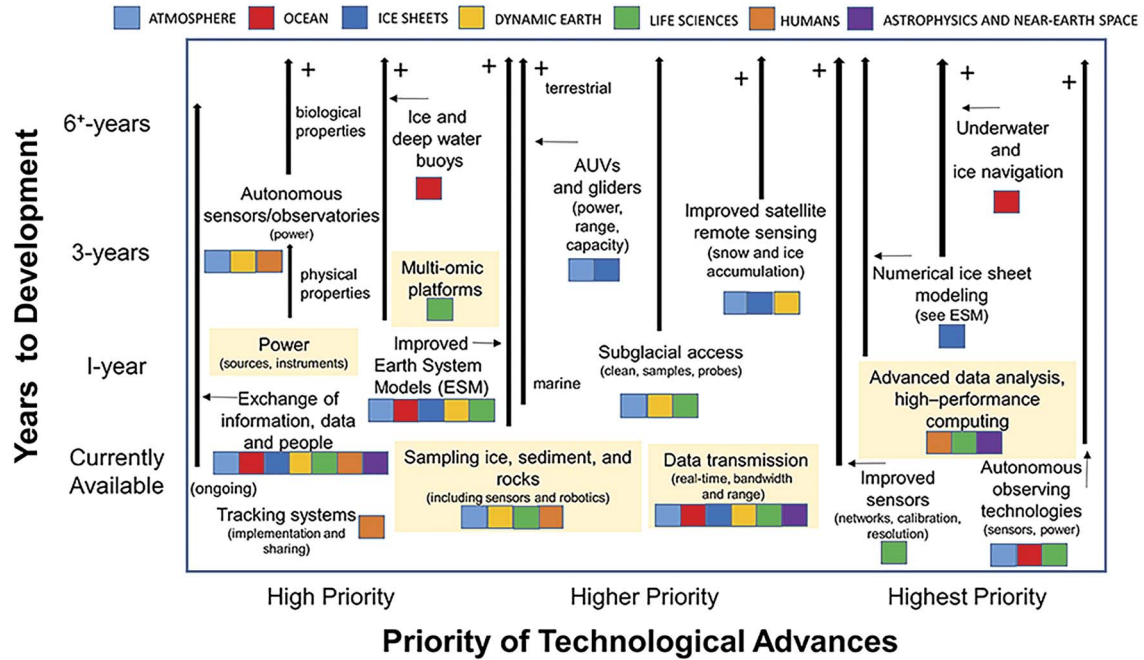 ATMOSPHERE
OCEAN
ICE SHEETS
DYNAMIC EARTH
LIFE SCIENCES
HUMANS
ASTROPHYSICS AND NEAR-EARTH SPACE
Years to Development
6+-years
3-years
I-year
Currently
Available
+
biological
properties
Autonomous
sensors/observatories
(power)
physical
properties
Power
(sources, instruments)
Exchange of
information, data
and people
(ongoing)
Tracking systems
(implementation and
sharing)
+
Ice and
deep water
buoys
Multi-omic
platforms
Improved
Earth System
Models (ESM)
Sampling ice, sediment, and
rocks
(including sensors and robotics)
+
+
terrestrial
AUVs
and gliders
(power,
range,
capacity)
marine
Subglacial access
(clean, samples, probes)
Data transmission
(real-time, bandwidth
and range)
+
Improved satellite
remote sensing
(snow and ice
accumulation)
+
+
Underwater
and
ice navigation
Numerical ice sheet
modeling
(see ESM)
Advanced data analysis,
high–performance
computing
Improved
sensors
(networks, calibration,
resolution)
+
Autonomous
observing
technologies
(sensors, power)
High Priority
Higher Priority
Highest Priority
Priority of Technological Advances